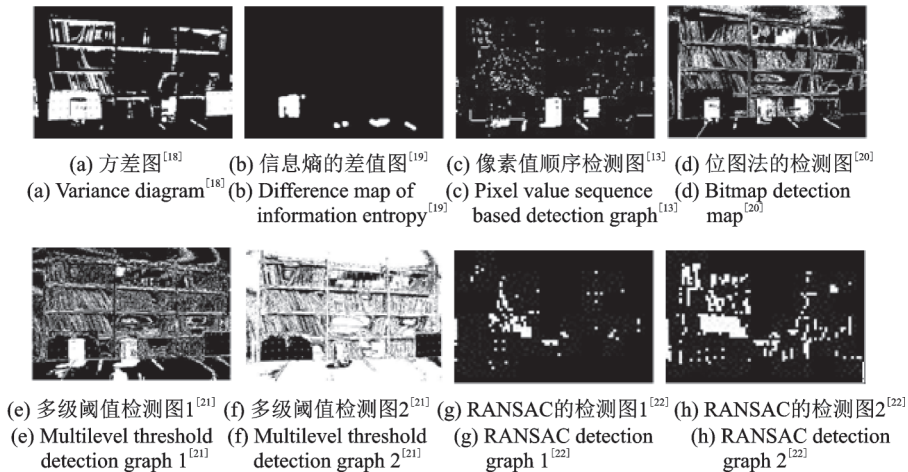 (a) 方差图[18] (b) 信息熵的差值图[19] (c) 像素值顺序检测图[13] (d) 位图法的检测图[20]
(a) Variance diagram[18] (b) Difference map of information entropy[19] (c) Pixel value sequence based detection graph[13] (d) Bitmap detection map[20]
(e) 多级阈值检测图1[21] (f) 多级阈值检测图2[21] (g) RANSAC的检测图1[22] (h) RANSAC的检测图2[22]
(e) Multilevel threshold detection graph 1[21] (f) Multilevel threshold detection graph 2[21] (g) RANSAC detection graph 1[22] (h) RANSAC detection graph 2[22]